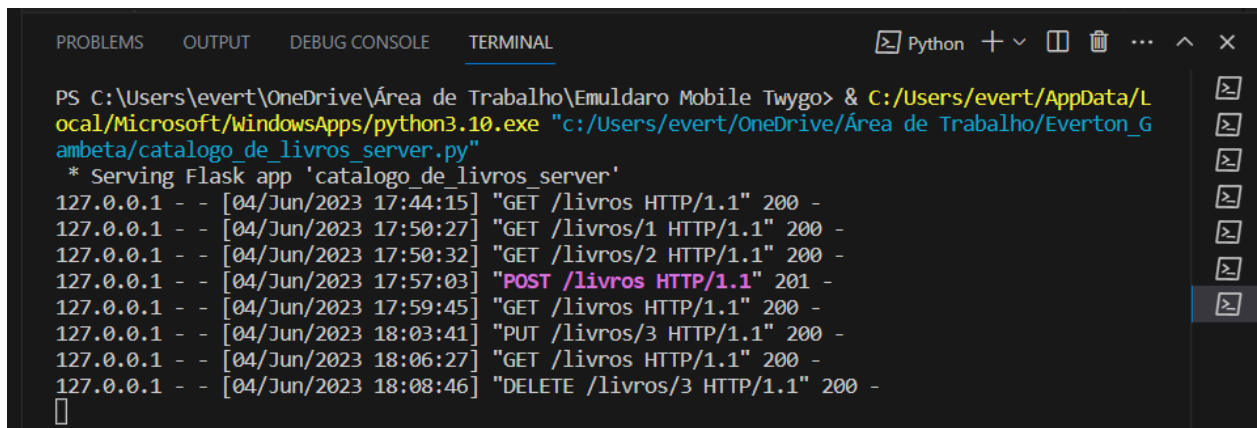 PROBLEMS OUTPUT DEBUG CONSOLE TERMINAL Python
PS C:\Users\evert\OneDrive\Área de Trabalho\Emuldaro Mobile Twygo> & C:/Users/evert/AppData/L
ocal/Microsoft/WindowsApps/python3.10.exe "c:/Users/evert/OneDrive/Área de Trabalho/Everton_G
ambeta/catalogo_de_livros_server.py"
 * Serving Flask app 'catalogo_de_livros_server'
127.0.0.1 - - [04/Jun/2023 17:44:15] "GET /livros HTTP/1.1" 200 -
127.0.0.1 - - [04/Jun/2023 17:50:27] "GET /livros/1 HTTP/1.1" 200 -
127.0.0.1 - - [04/Jun/2023 17:50:32] "GET /livros/2 HTTP/1.1" 200 -
127.0.0.1 - - [04/Jun/2023 17:57:03] "POST /livros HTTP/1.1" 201 -
127.0.0.1 - - [04/Jun/2023 17:59:45] "GET /livros HTTP/1.1" 200 -
127.0.0.1 - - [04/Jun/2023 18:03:41] "PUT /livros/3 HTTP/1.1" 200 -
127.0.0.1 - - [04/Jun/2023 18:06:27] "GET /livros HTTP/1.1" 200 -
127.0.0.1 - - [04/Jun/2023 18:08:46] "DELETE /livros/3 HTTP/1.1" 200 -